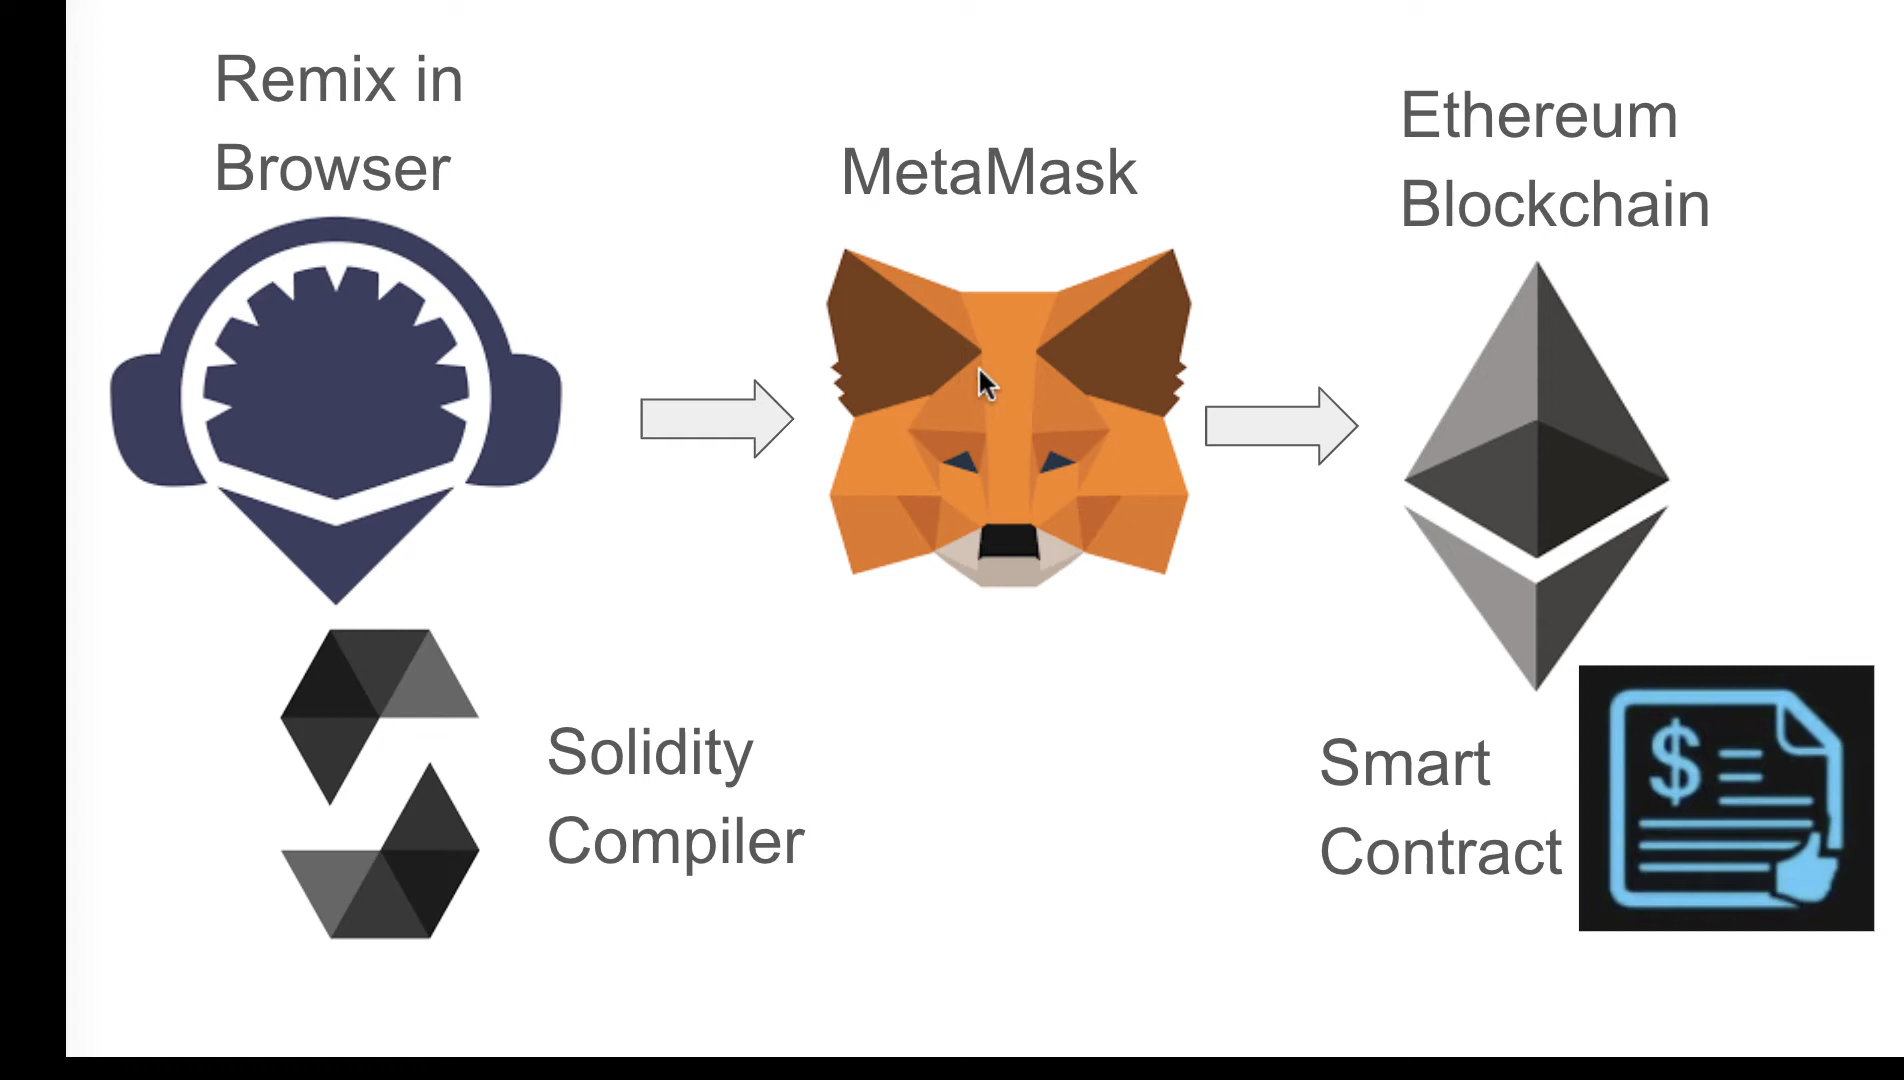 Remix in
Browser
MetaMask
Ethereum
Blockchain
Solidity
Compiler
Smart
Contract
$